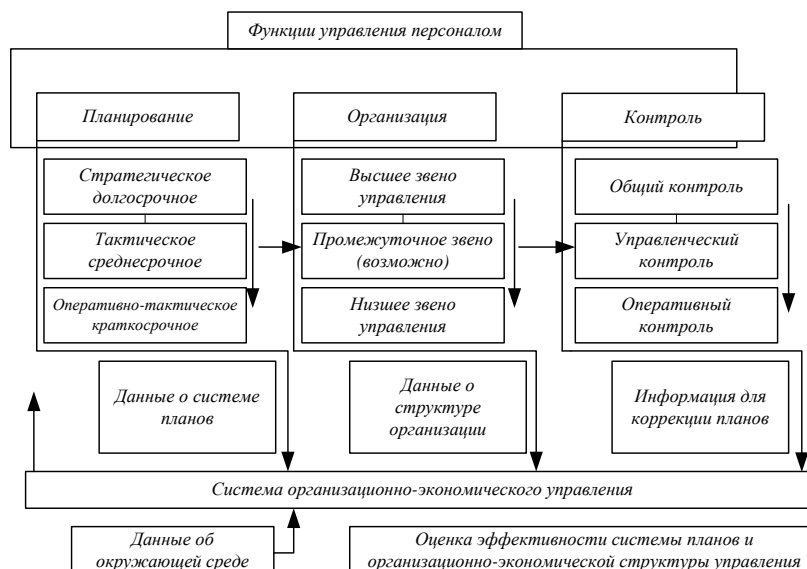 Функции управления персоналом
Планирование
Организация
Контроль
Стратегическое
долгосрочное
Высшее звено
управления
Общий контроль
Тактическое
среднесрочное
Промежуточное звено
(возможно)
Управленческий
контроль
Оперативно-тактическое
краткосрочное
Низшее звено
управления
Оперативный
контроль
Данные о системе
планов
Данные о
структуре
организации
Информация для
коррекции планов
Система организационно-экономического управления
Данные об
окружающей среде
Оценка эффективности системы планов и
организационно-экономической структуры управления